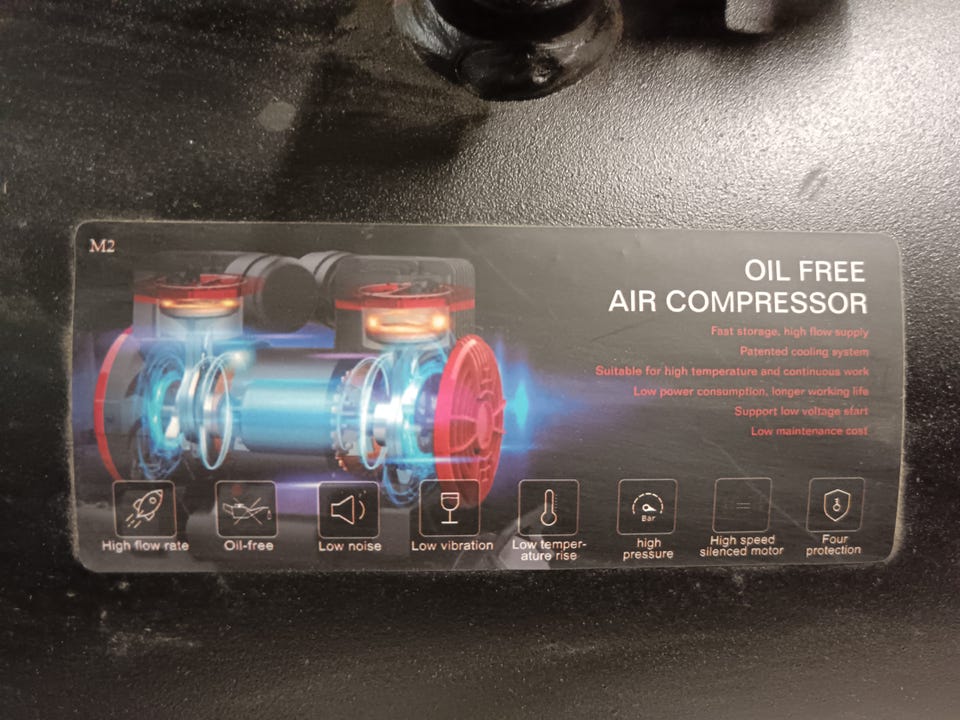 M2
OIL FREE
AIR COMPRESSOR
Fast storage, high flow supply
Patented cooling system
Suitable for high temperature and continuous work
Low power consumption, longer working life
Support low voltage start
Low maintenance cost
Bar
High flow rate
Oil-free
Low noise
Low vibration
Low temper-
ature rise
high
pressure
High speed
silenced motor
Four
protection